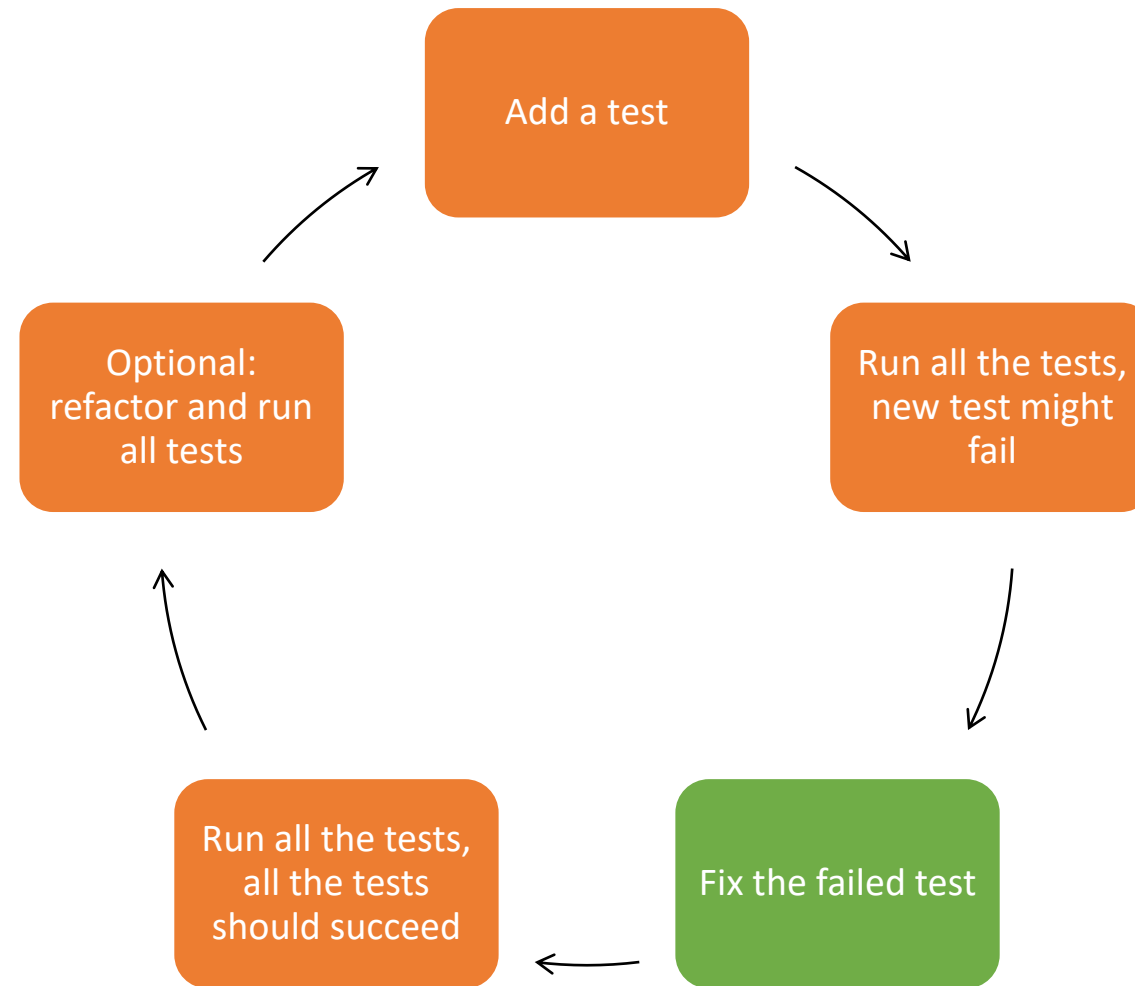 Add a test
Run all the tests,
new test might
fail
Fix the failed test
Run all the tests,
all the tests
should succeed
Optional:
refactor and run
all tests